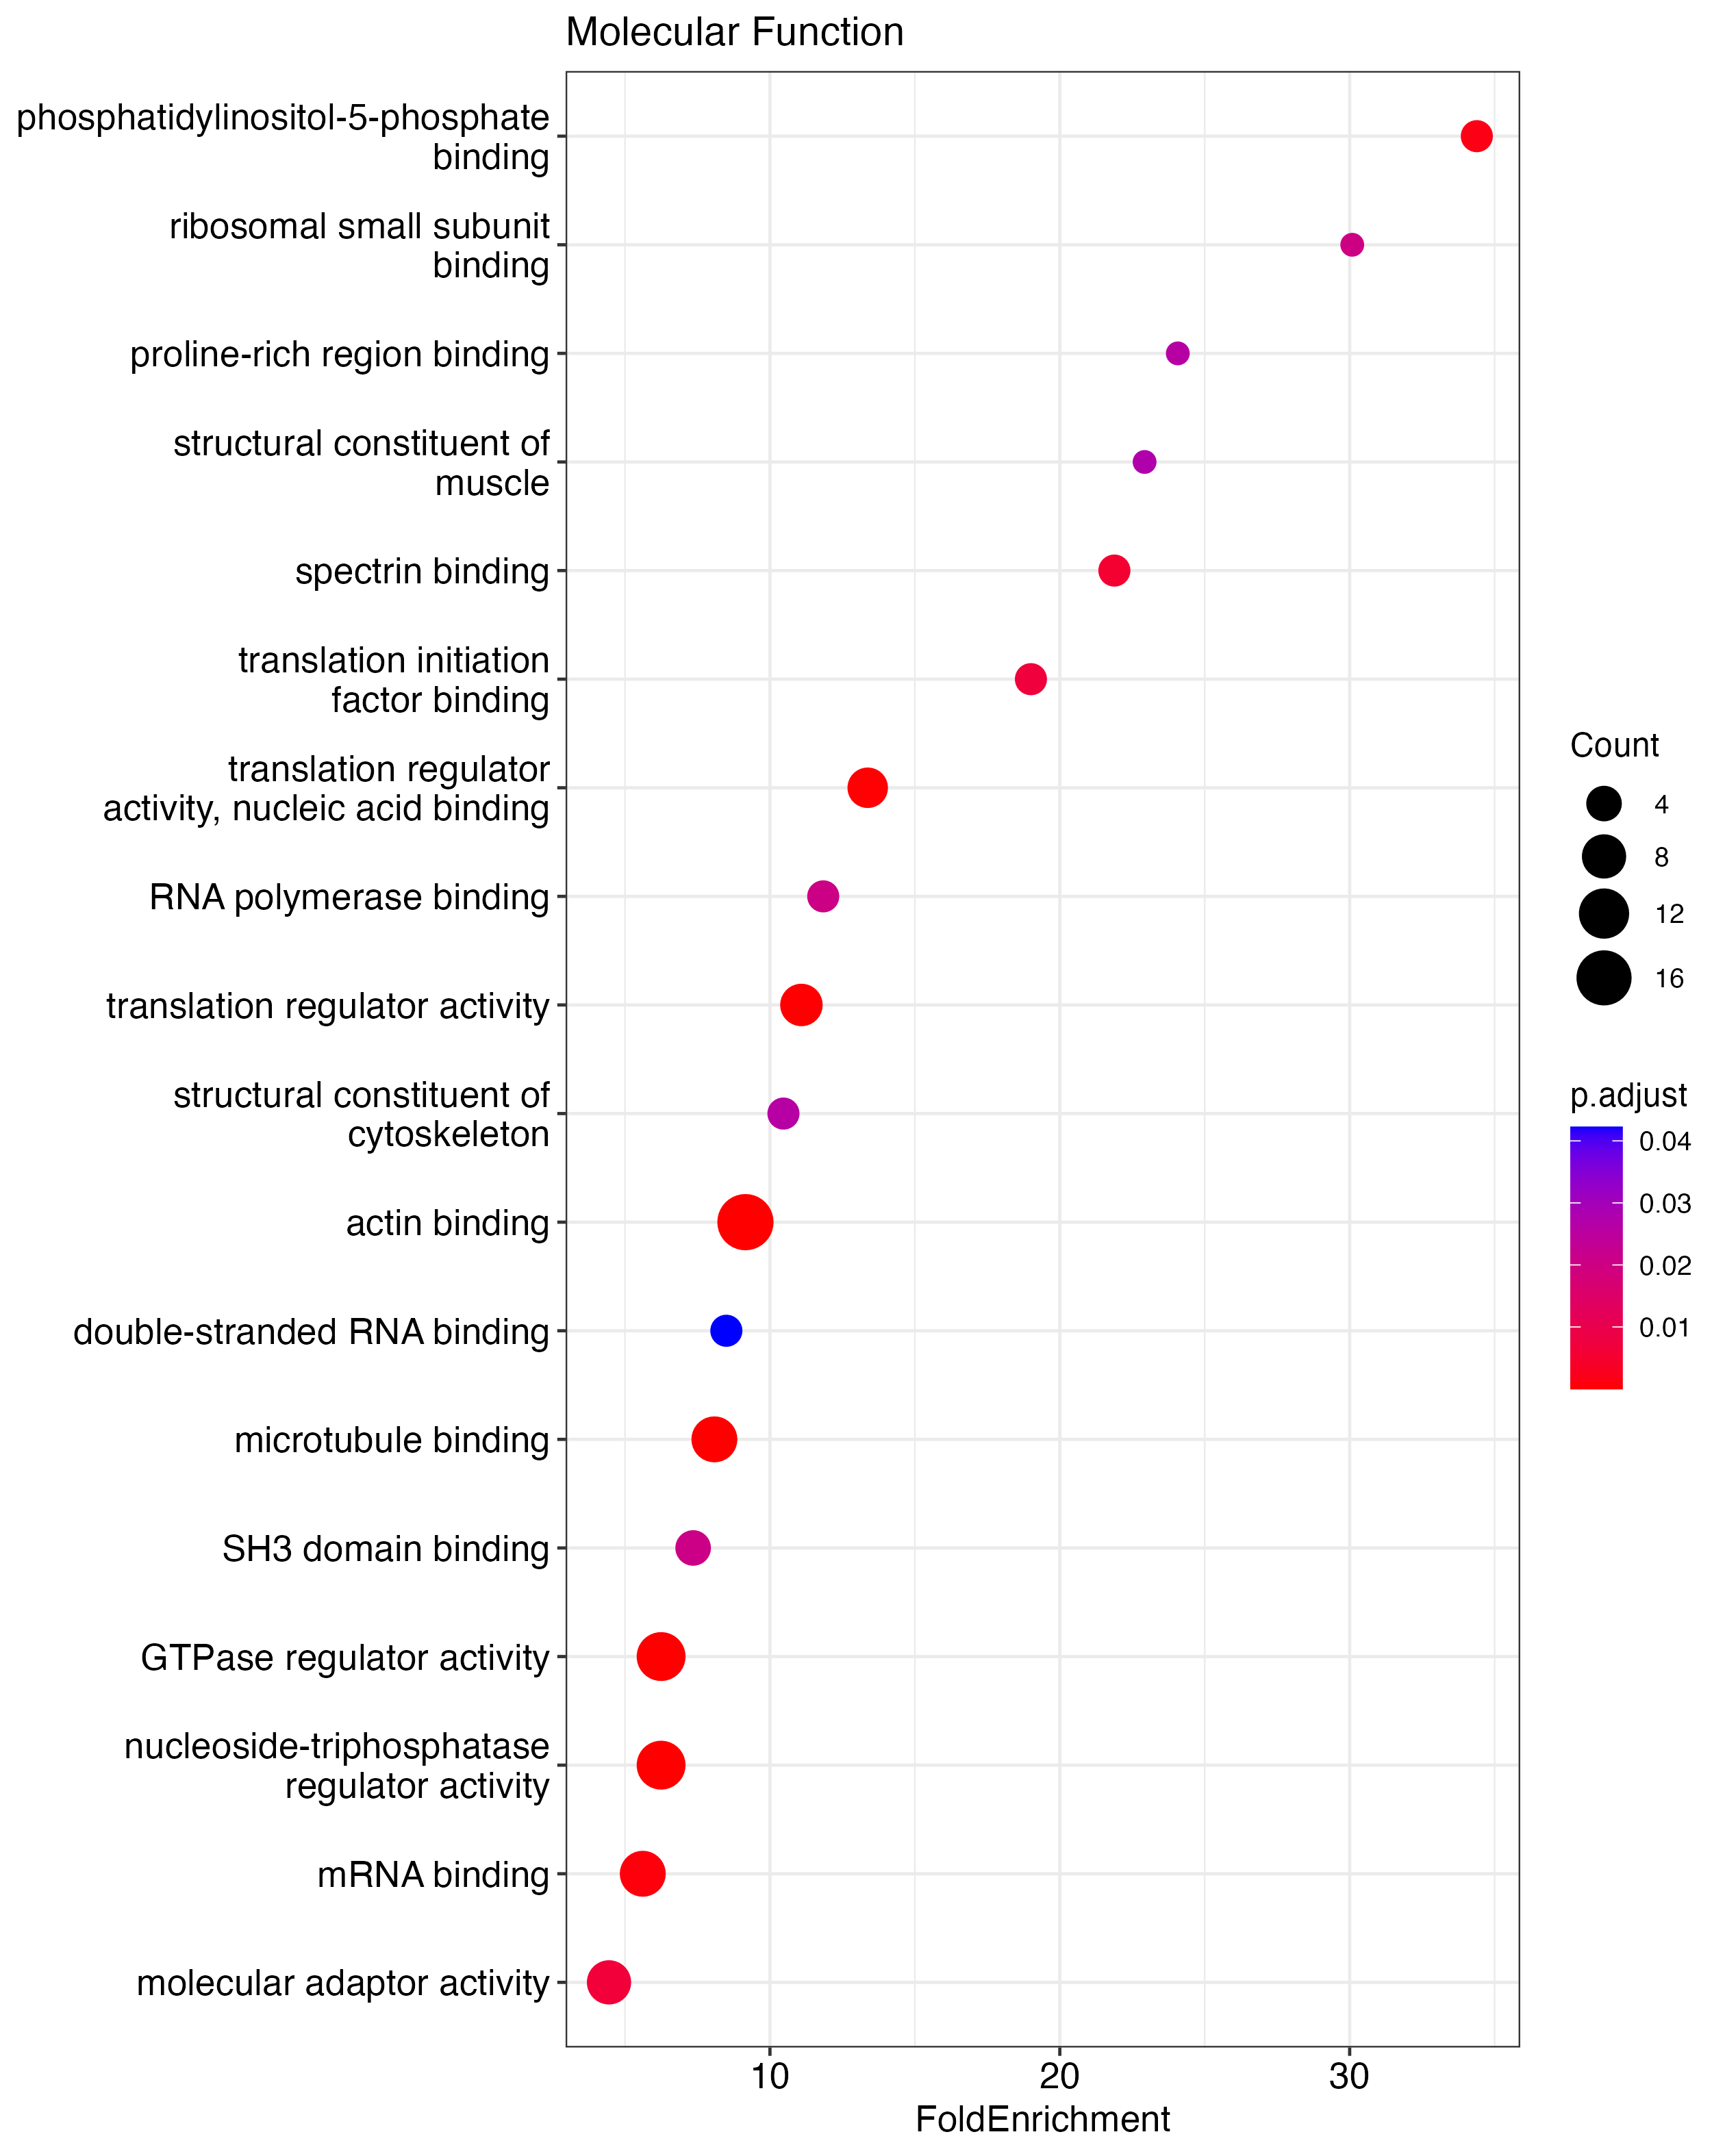 Molecular Function
phosphatidylinositol-5-phosphate
binding
ribosomal small subunit
binding
proline-rich region binding
structural constituent of
muscle
spectrin binding
translation initiation
factor binding
translation regulator
activity, nucleic acid binding
RNA polymerase binding
translation regulator activity
structural constituent of
cytoskeleton
actin binding
double-stranded RNA binding
microtubule binding
SH3 domain binding
GTPase regulator activity
nucleoside-triphosphatase
regulator activity
mRNA binding
molecular adaptor activity
10 20 30
FoldEnrichment
Count
4
8
12
16
p.adjust
0.04
0.03
0.02
0.01